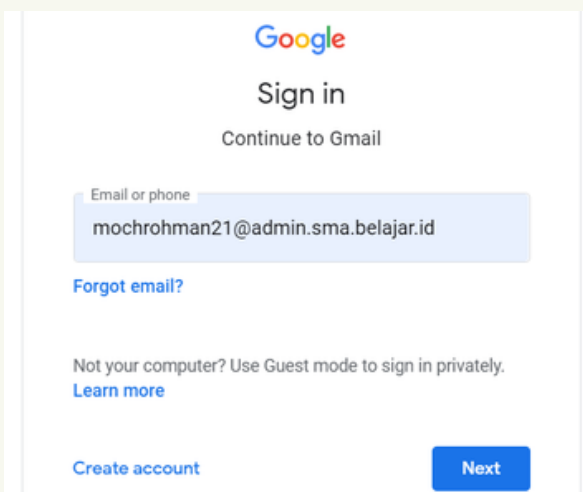 Google
Sign in
Continue to Gmail
Email or phone
mochrohman21@admin.sma.belajar.id
Forgot email?
Not your computer? Use Guest mode to sign in privately.
Learn more
Create account
Next